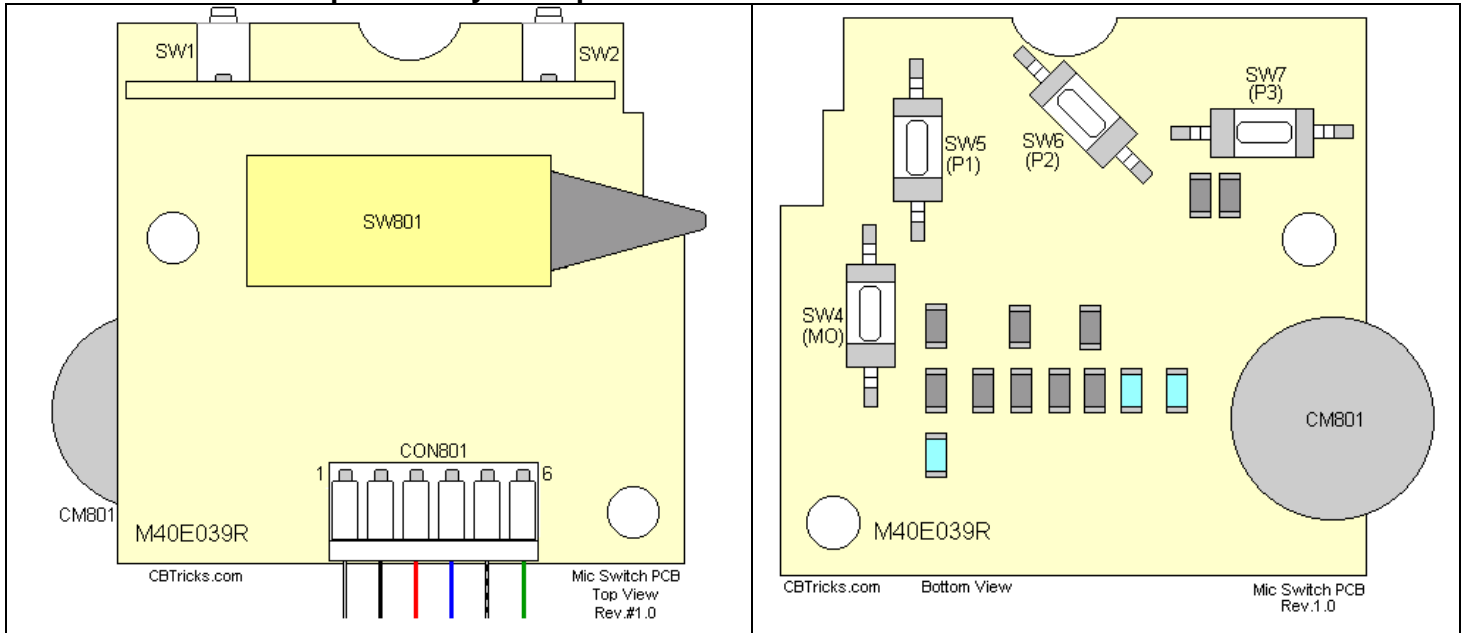 SW1
SW2
SW801
CON801
1
6
CM801
M40E039R
CBTricks.com
Mic Switch PCB
Top View
Rev.#1.0
SW7
(P3)
SW5
(P1)
SW6
(P2)
SW4
(MO)
CM801
M40E039R
CBTricks.com
Bottom View
Mic Switch PCB
Rev.1.0